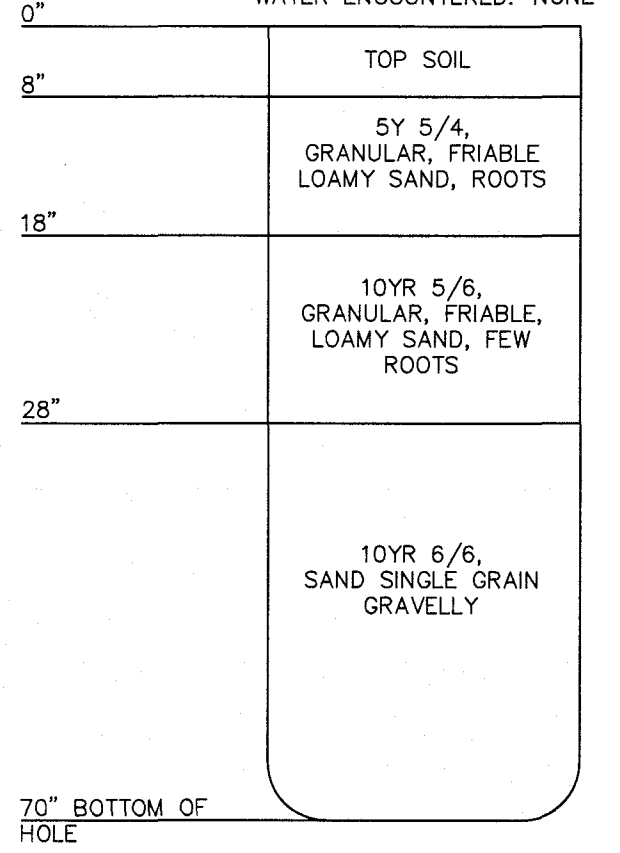 WATER ENCOUNTERED: NONE
0"
TOP SOIL
8"
5Y 5/4,
GRANULAR, FRIABLE
LOAMY SAND, ROOTS
18"
10YR 5/6,
GRANULAR, FRIABLE,
LOAMY SAND, FEW
ROOTS
28"
10YR 6/6,
SAND SINGLE GRAIN
GRAVELLY
70" BOTTOM OF
HOLE